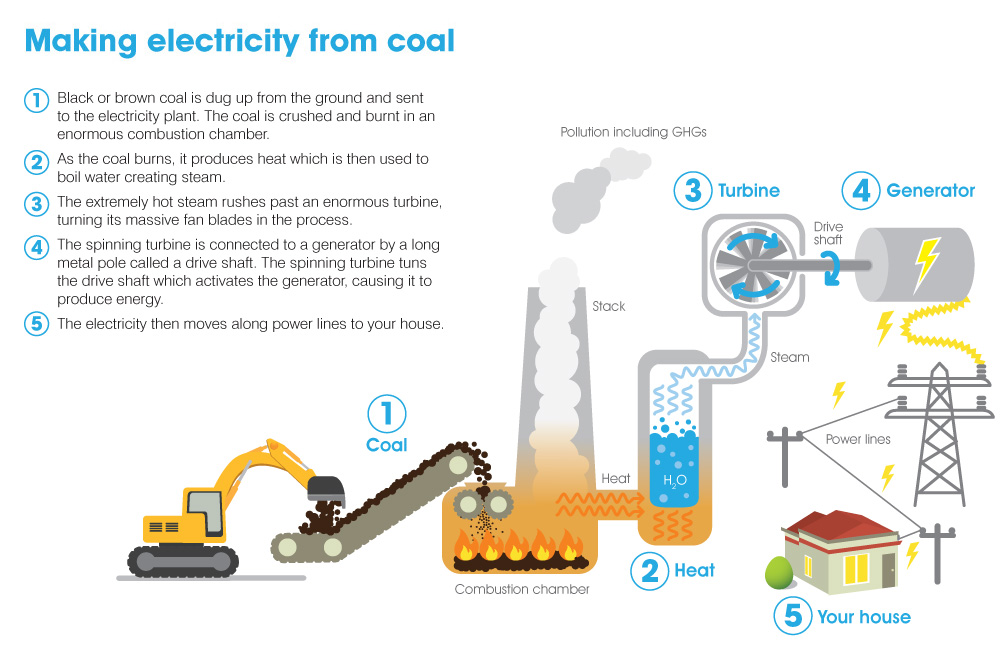 Making electricity from coal
1 Black or brown coal is dug up from the ground and sent
to the electricity plant. The coal is crushed and burnt in an
enormous combustion chamber.
2 As the coal burns, it produces heat which is then used to
boil water creating steam.
3 The extremely hot steam rushes past an enormous turbine,
turning its massive fan blades in the process.
4 The spinning turbine is connected to a generator by a long
metal pole called a drive shaft. The spinning turbine tuns
the drive shaft which activates the generator, causing it to
produce energy.
5 The electricity then moves along power lines to your house.
Pollution including GHGs
3 Turbine
4 Generator
Drive
shaft
Stack
Steam
1
Coal
Power lines
Heat
H₂O
2 Heat
Combustion chamber
5 Your house